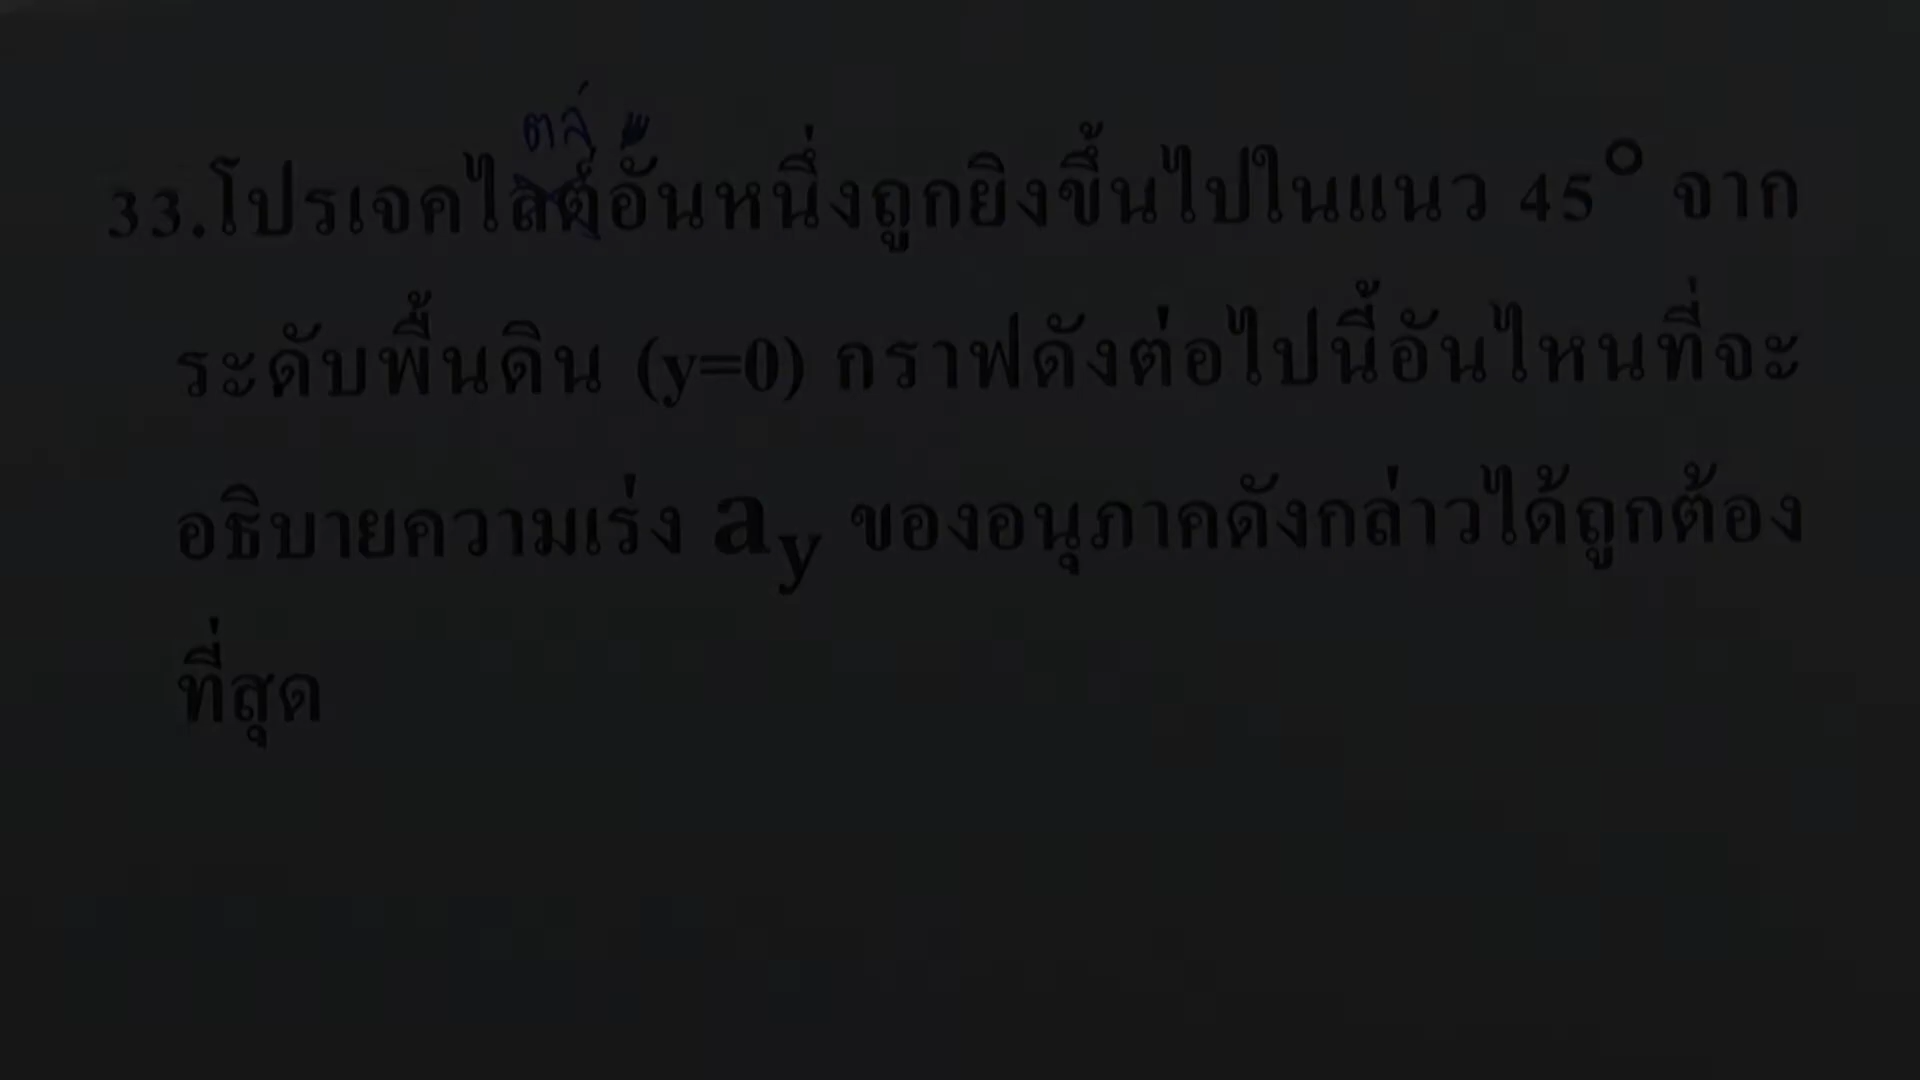 ตล์
33.โปรเจคไลต์อันหนึ่งถูกยิงขึ้นไปในแนว 45° จาก
ระดับพื้นดิน (y=0) กราฟดังต่อไปนี้อันไหนที่จะ
อธิบายความเร่ง ay ของอนุภาคดังกล่าวได้ถูกต้อง
ที่สุด